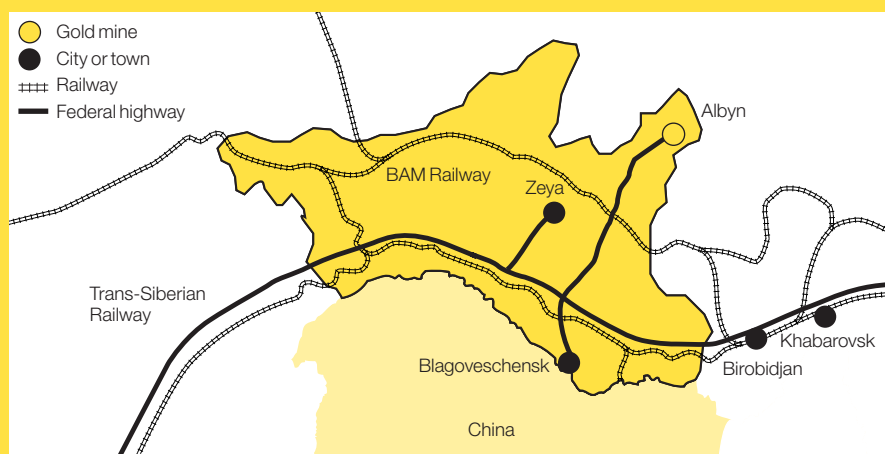 Gold mine
City or town
Railway
Federal highway
Albyn
BAM Railway
Zeya
Trans-Siberian
Railway
Khabarovsk
Blagoveschensk
Birobidjan
China